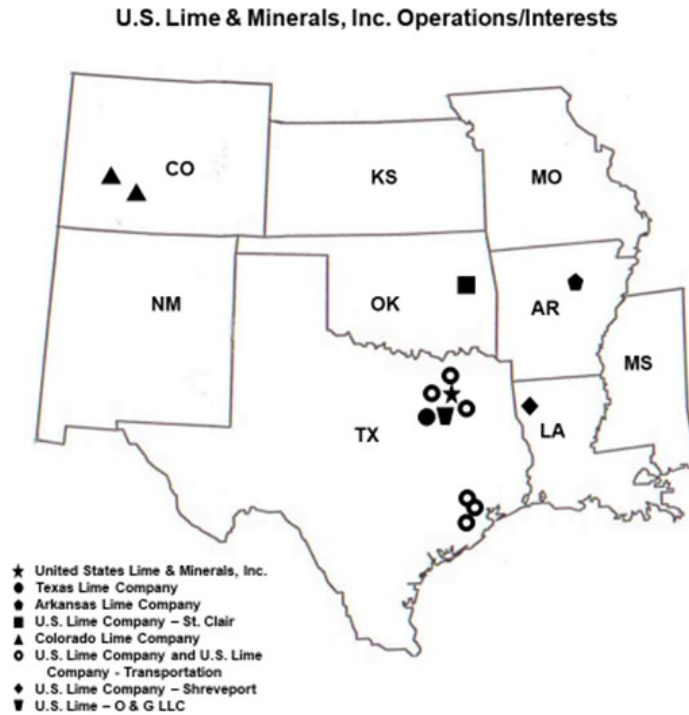 U.S. Lime & Minerals, Inc. Operations/Interests
CO
KS
MO
NM
OK
AR
MS
TX
LA
United States Lime & Minerals, Inc.
Texas Lime Company
Arkansas Lime Company
U.S. Lime Company – St. Clair
Colorado Lime Company
U.S. Lime Company and U.S. Lime
Company - Transportation
U.S. Lime Company – Shreveport
U.S. Lime – O & G LLC